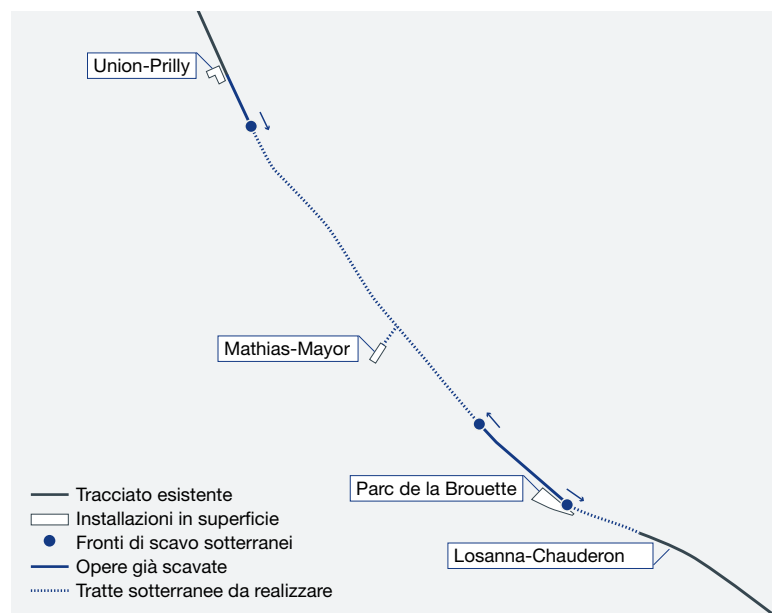 Union-Prilly
Mathias-Mayor
Parc de la Brouette
Losanna-Chauderon
Tracciato esistente
Installazioni in superficie
Fronti di scavo sotterranei
Opere già scavate
Tratte sotterranee da realizzare